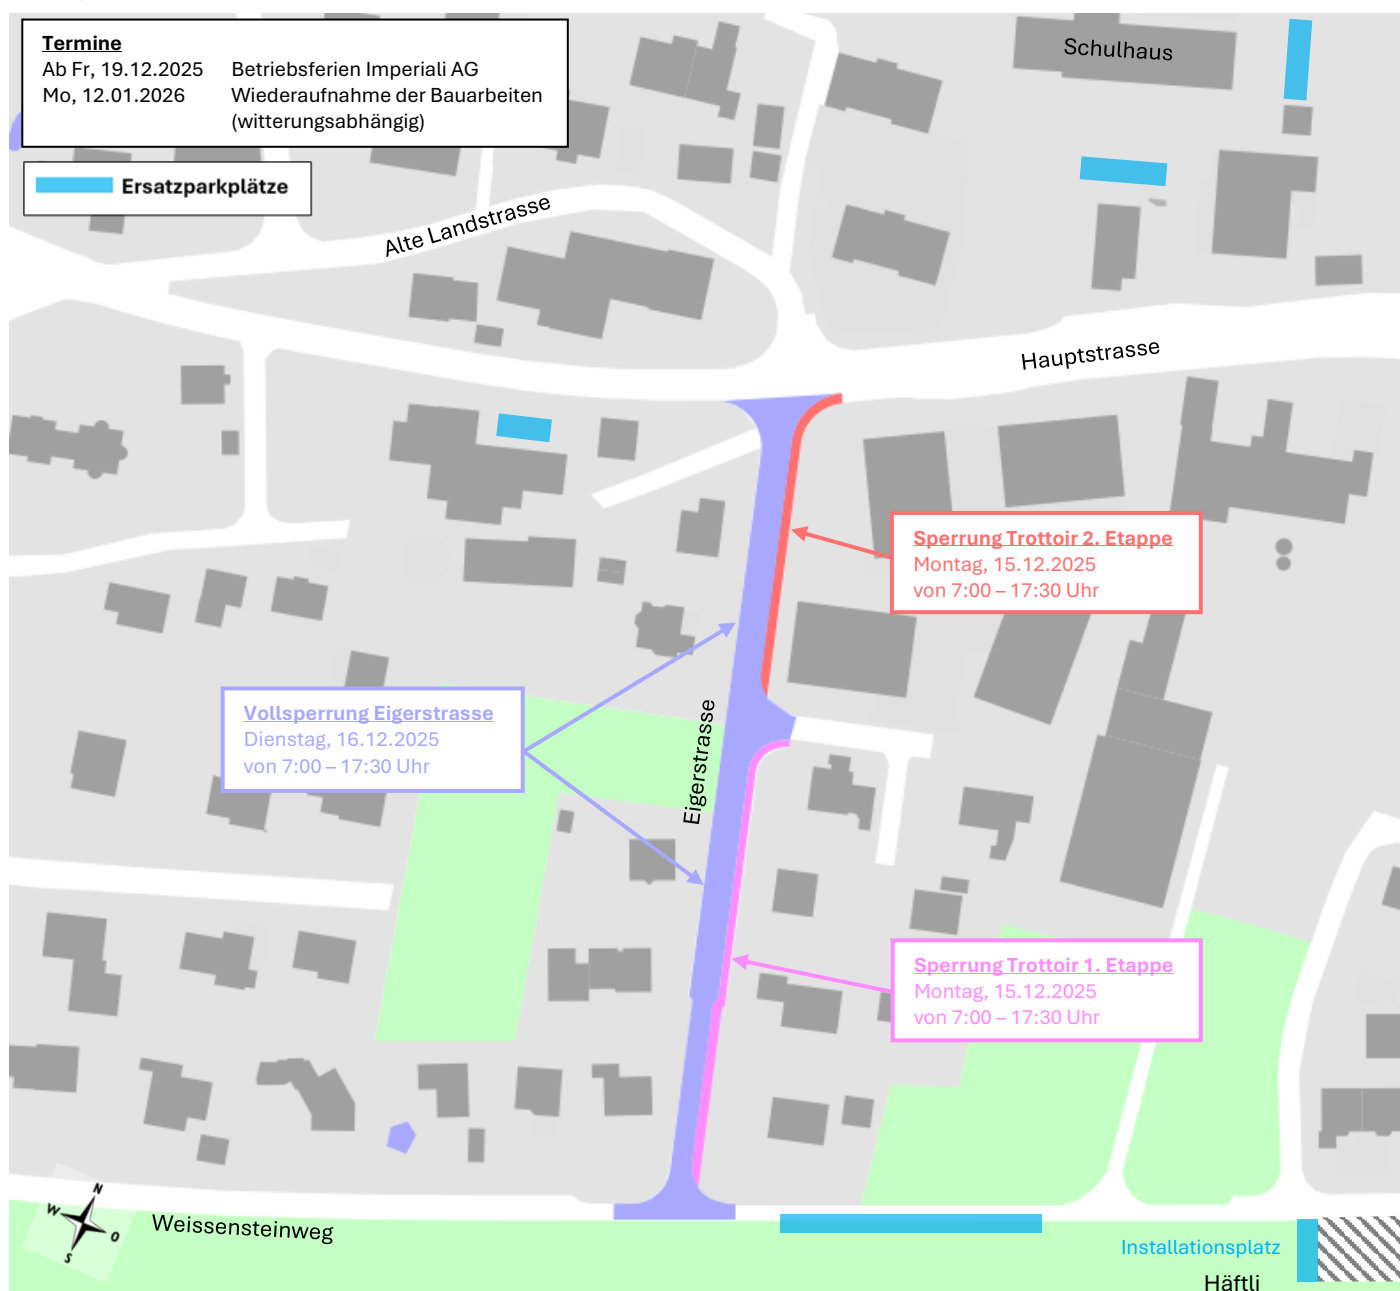 Termine
Ab Fr, 19.12.2025 Betriebsferien Imperiali AG
Mo, 12.01.2026 Wiederaufnahme der Bauarbeiten
(witterungsabhängig)
Ersatzparkplätze
Schulhaus
Alte Landstrasse
Hauptstrasse
Sperrung Trottoir 2. Etappe
Montag, 15.12.2025
von 7:00 – 17:30 Uhr
Vollsperrung Eigerstrasse
Dienstag, 16.12.2025
von 7:00 – 17:30 Uhr
Eigerstrasse
Sperrung Trottoir 1. Etappe
Montag, 15.12.2025
von 7:00 – 17:30 Uhr
N
W
O
S
Weissensteinweg
Installationsplatz
Häftli